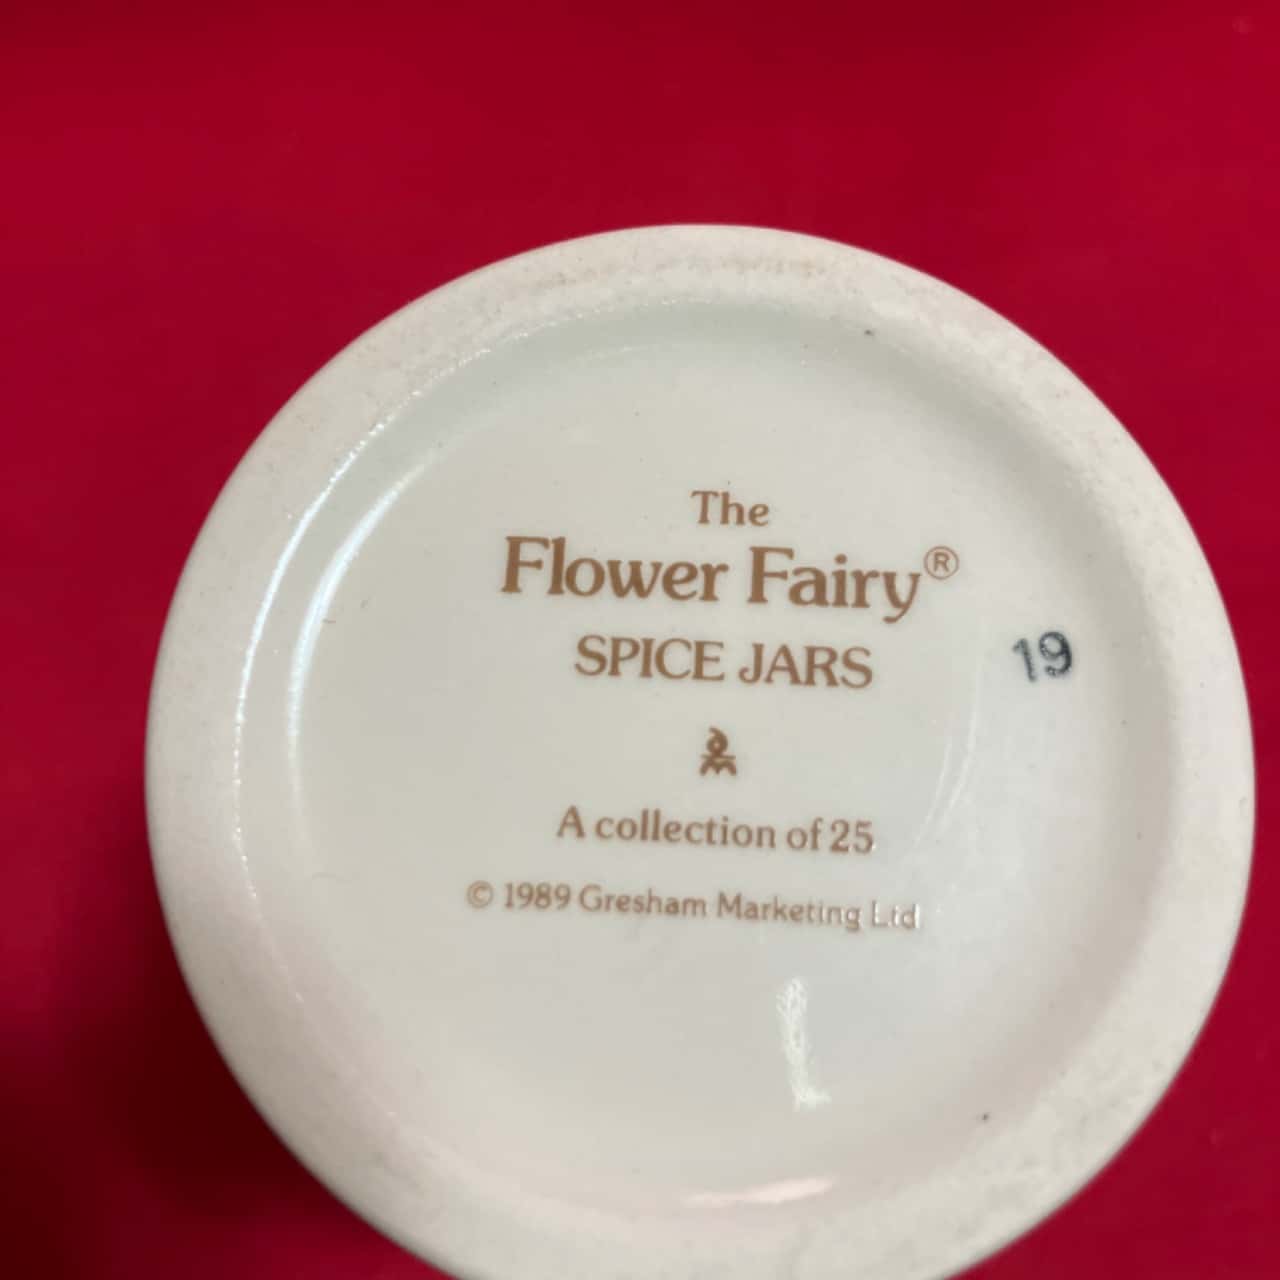 The
Flower Fairy®
SPICE JARS
19
A collection of 25
© 1989 Gresham Marketing Ltd